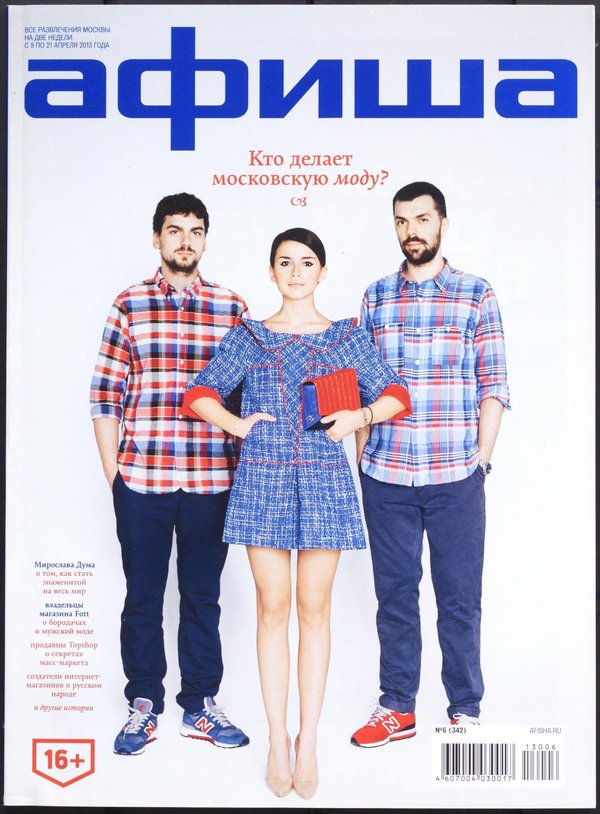 ВСЕ РАЗВЛЕЧЕНИЯ МОСКВЫ
НА ДВЕ НЕДЕЛИ
С 8 ПО 21 АПРЕЛЯ 2013 ГОДА
афиша
Кто делает
московскую моду?
Мирослава Дума
о том, как стать
знаменитой
на весь мир
владельцы
магазина Fott
о бородачах
и мужской моде
продавцы Topshop
о секретах
масс-маркета
создатели интернет-
магазинов о русском
народе
и другие истории
16+
№6 (342)
AFISHA.RU
13006
4 607004 030017
N
N
N